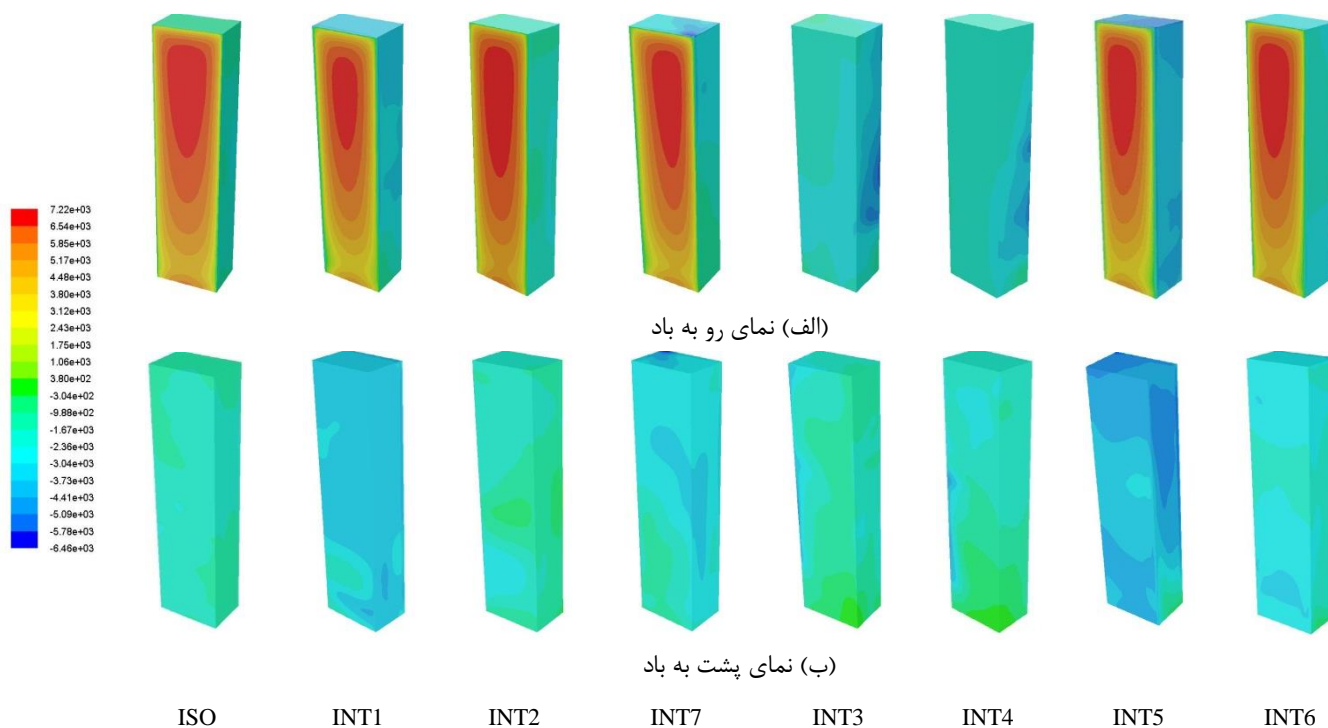 7.22e+03
6.54e+03
5.85e+03
5.17e+03
4.48e+03
3.80e+03
3.12e+03
2.43e+03
1.75e+03
1.06e+03
3.80e+02
-3.04e+02
-9.88e+02
-1.67e+03
-2.36e+03
-3.04e+03
-3.73e+03
-4.41e+03
-5.09e+03
-5.78e+03
-6.46e+03
(الف) نمای رو به باد
(ب) نمای پشت به باد
ISO INT1 INT2 INT7 INT3 INT4 INT5 INT6